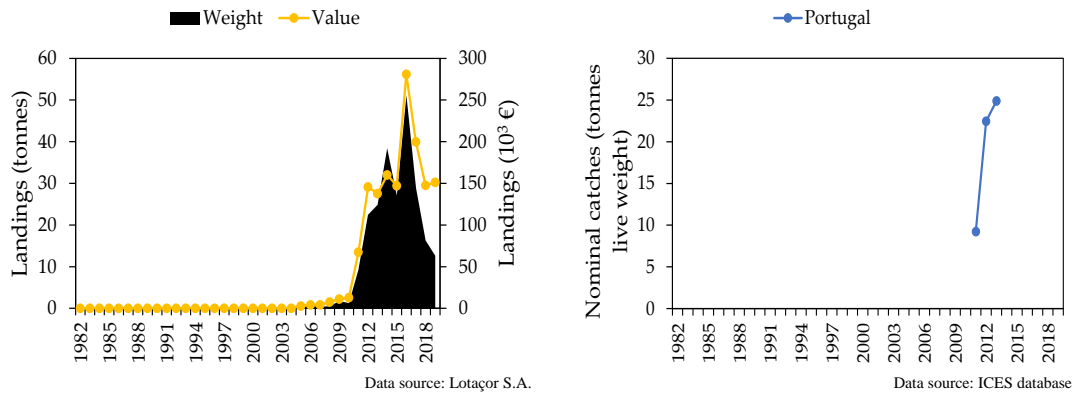 Weight Value
Landings (tonnes)
60
50
40
30
20
10
0
Landings (10³ €)
300
250
200
150
100
50
0
1982 1985 1988 1991 1994 1997 2000 2003 2006 2009 2012 2015 2018
Data source: Lotaçor S.A.
Portugal
Nominal catches (tonnes
live weight)
30
25
20
15
10
5
0
1982 1985 1988 1991 1994 1997 2000 2003 2006 2009 2012 2015 2018
Data source: ICES database